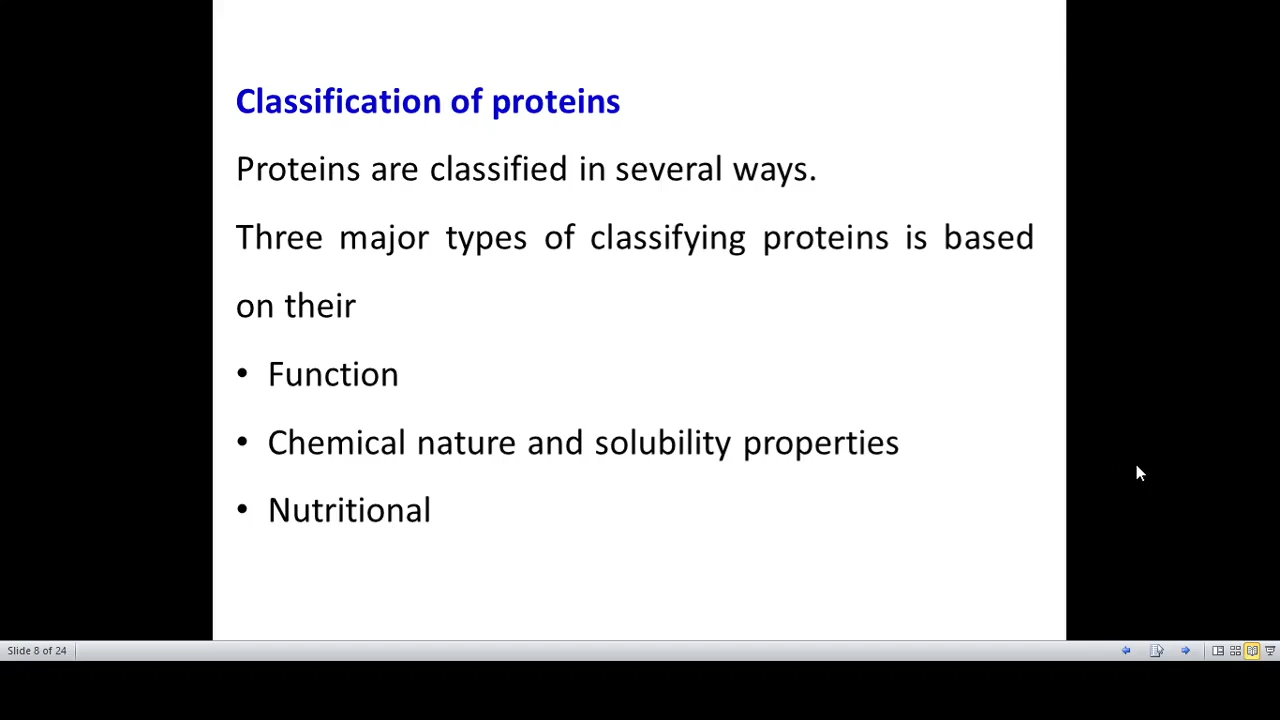 Classification of proteins
Proteins are classified in several ways.
Three major types of classifying proteins is based
on their
• Function
• Chemical nature and solubility properties
• Nutritional
Slide 8 of 24